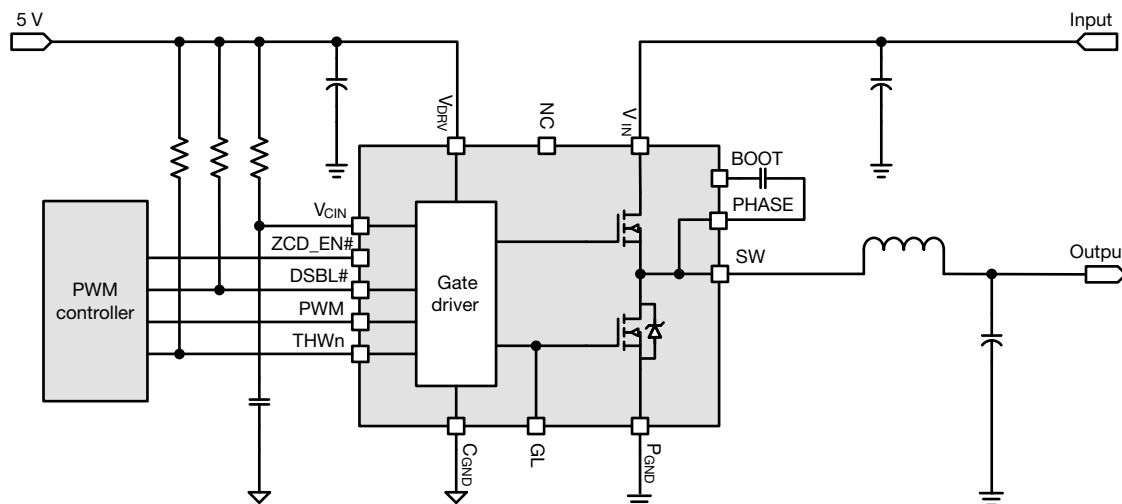 5 V
Input
VDRV
NC
VIN
BOOT
PHASE
VCIN
ZCD_EN#
SW
DSBL#
Output
PWM
controller
Gate
driver
PWM
THWn
CGND
GL
PGND